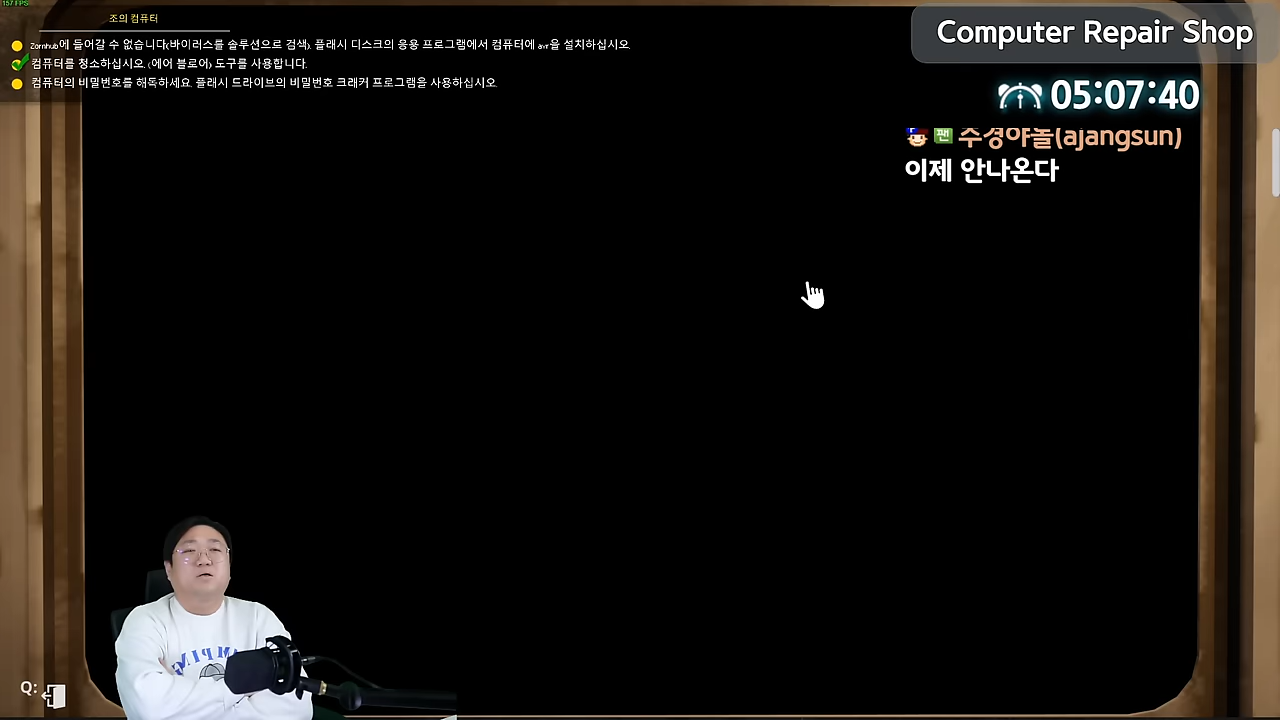 157 FPS
조의 컴퓨터
Zornhub에 들어갈 수 없습니다(바이러스를 솔루션으로 검색). 플래시 디스크의 응용 프로그램에서 컴퓨터에 avr을 설치하십시오.
컴퓨터를 청소하십시오. (에어 블로어) 도구를 사용합니다.
컴퓨터의 비밀번호를 해독하세요. 플래시 드라이브의 비밀번호 크래커 프로그램을 사용하십시오.
Computer Repair Shop
05:07:40
팬 주경야돌(ajangsun)
이제 안나온다
Q: